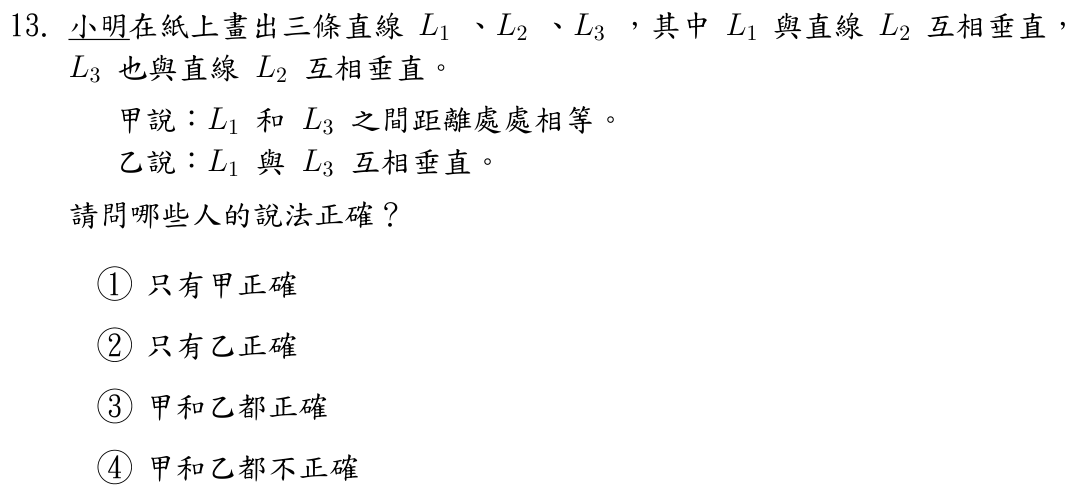 13. 小明在紙上畫出三條直線 L1 、L2 、L3 ，其中 L1 與直線 L2 互相垂直，
L3 也與直線 L2 互相垂直。
甲說：L1 和 L3 之間距離處處相等。
乙說：L1 與 L3 互相垂直。
請問哪些人的說法正確？
① 只有甲正確
② 只有乙正確
③ 甲和乙都正確
④ 甲和乙都不正確